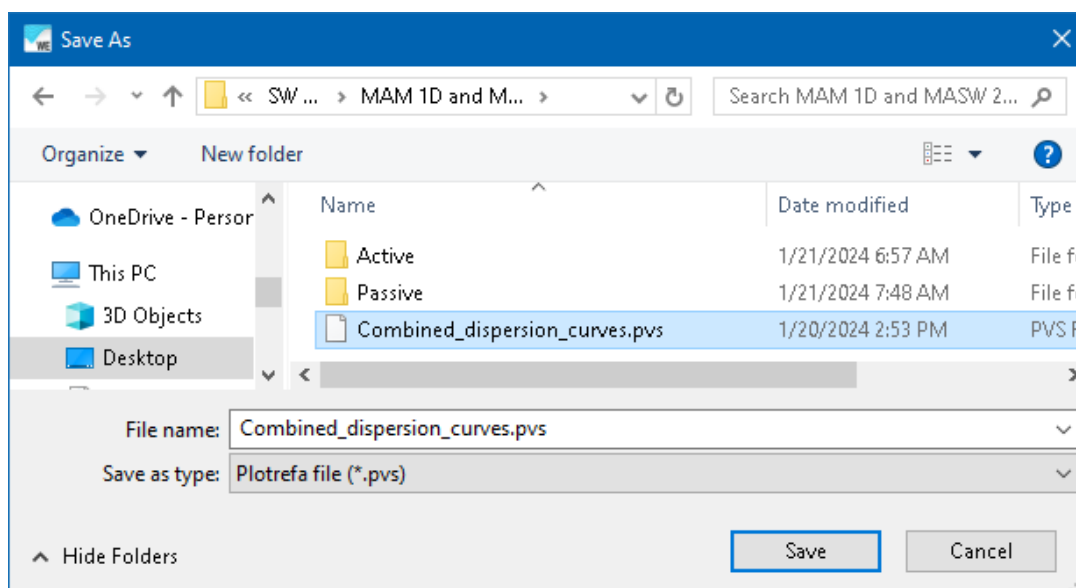 WE Save As
« SW ... > MAM 1D and M... > Search MAM 1D and MASW 2...
Organize New folder ?
OneDrive - Person
Name Date modified Type
This PC
Active 1/21/2024 6:57 AM File f
3D Objects
Passive 1/21/2024 7:48 AM File f
Desktop
Combined_dispersion_curves.pvs 1/20/2024 2:53 PM PVS F
File name: Combined_dispersion_curves.pvs
Save as type: Plotrefa file (*.pvs)
Hide Folders Save Cancel